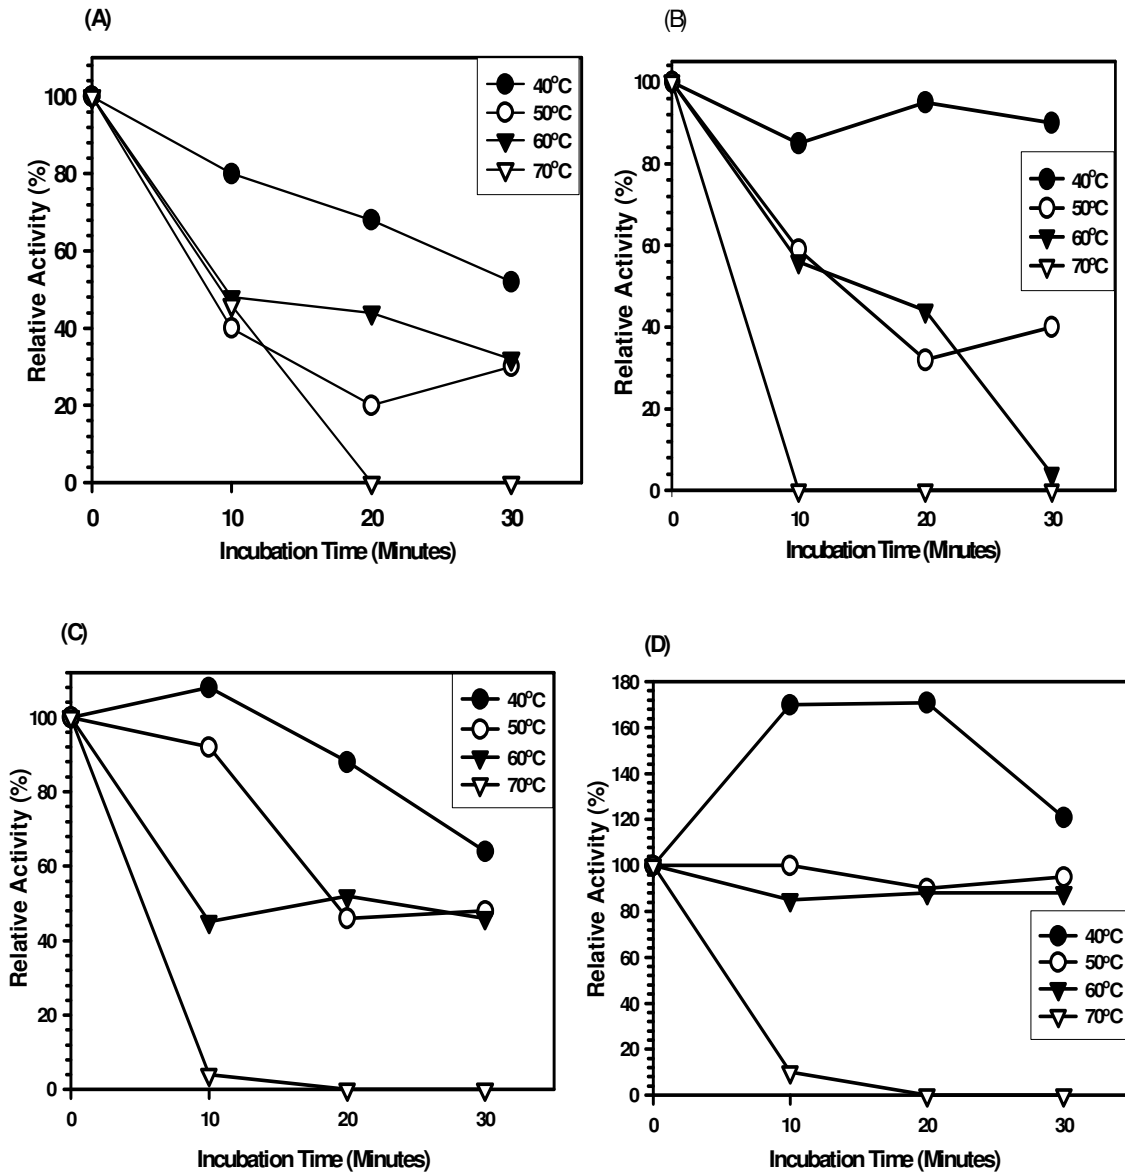 (A)
Relative Activity (%)
100
80
60
40
20
0
0 10 20 30
Incubation Time (Minutes)
40°C
50°C
60°C
70°C
(B)
Relative Activity (%)
100
80
60
40
20
0
0 10 20 30
Incubation Time (Minutes)
40°C
50°C
60°C
70°C
(C)
Relative Activity (%)
100
80
60
40
20
0
0 10 20 30
Incubation Time (Minutes)
40°C
50°C
60°C
70°C
(D)
Relative Activity (%)
180
160
140
120
100
80
60
40
20
0
0 10 20 30
Incubation Time (Minutes)
40°C
50°C
60°C
70°C